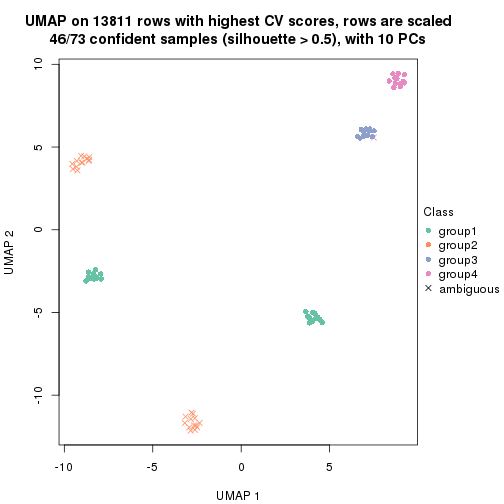 UMAP on 13811 rows with highest CV scores, rows are scaled
46/73 confident samples (silhouette > 0.5), with 10 PCs
10
5
0
-5
-10
UMAP 2
-10
-5
0
5
UMAP 1
Class
group1
group2
group3
group4
ambiguous